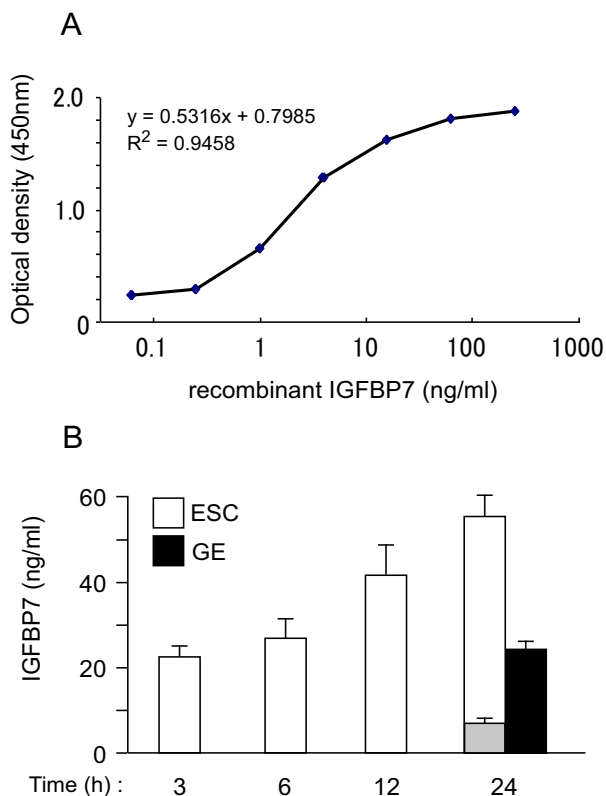 A
Optical density (450nm)
2.0
1.0
0
y = 0.5316x + 0.7985
R² = 0.9458
0.1 1 10 100 1000
recombinant IGFBP7 (ng/ml)
B
IGFBP7 (ng/ml)
60
40
20
0
ESC
GE
Time (h) : 3 6 12 24